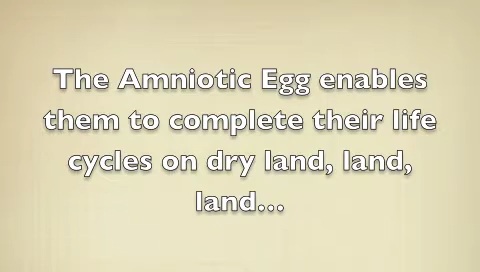 The Amniotic Egg enables
them to complete their life
cycles on dry land, land,
land...